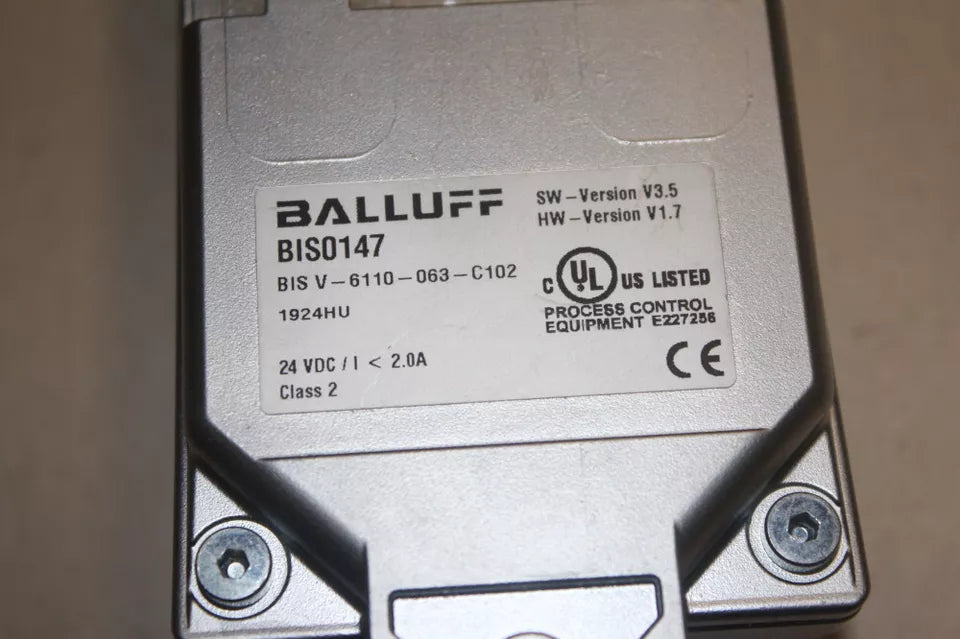 BALLUFF
SW-Version V3.5
HW-Version V1.7
BIS0147
BIS V-6110-063-C102
1924HU
C UL US LISTED
PROCESS CONTROL
EQUIPMENT E227256
24 VDC / I < 2.0A
Class 2
CE